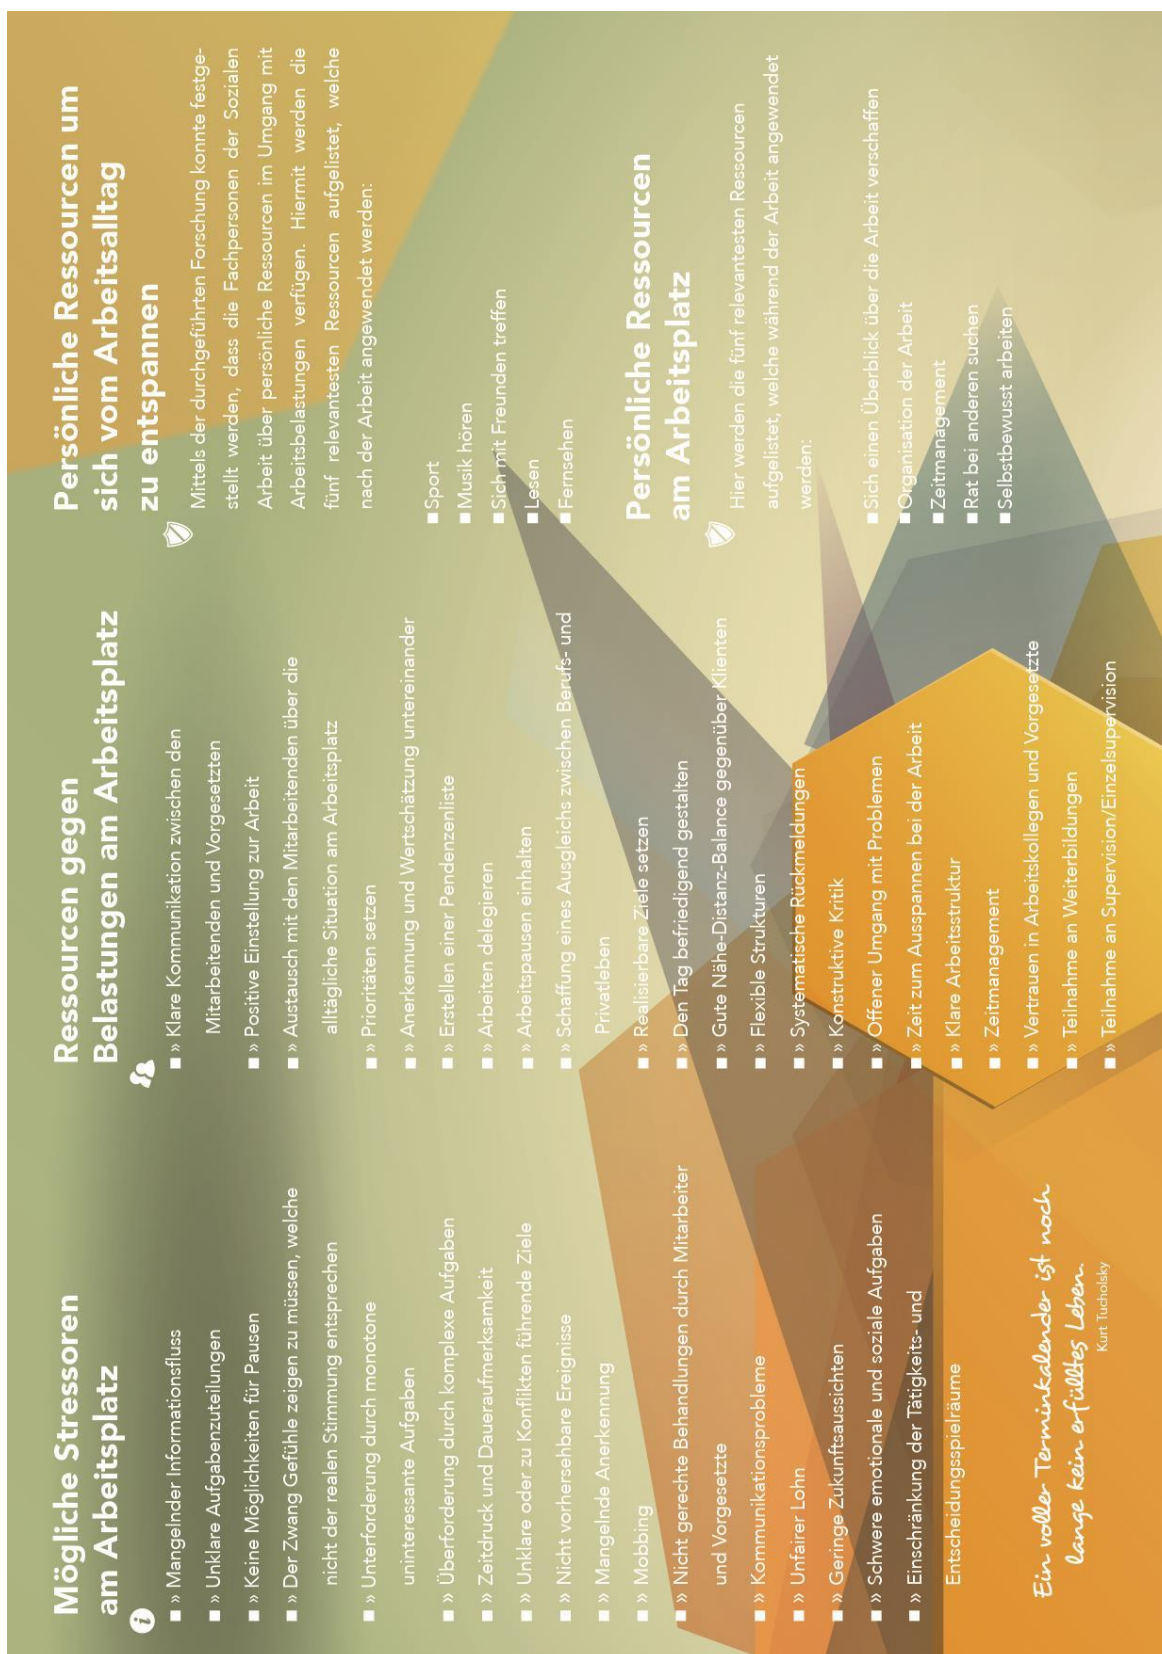 Mögliche Stressoren
am Arbeitsplatz
» Mangelnder Informationsfluss
» Unklare Aufgabenzuteilungen
» Keine Möglichkeiten für Pausen
» Der Zwang Gefühle zeigen zu müssen, welche
nicht der realen Stimmung entsprechen
» Unterforderung durch monotone
uninteressante Aufgaben
» Überforderung durch komplexe Aufgaben
» Zeitdruck und Daueraufmerksamkeit
» Unklare oder zu Konflikten führende Ziele
» Nicht vorhersehbare Ereignisse
» Mangelnde Anerkennung
» Mobbing
» Nicht gerechte Behandlungen durch Mitarbeiter
und Vorgesetzte
» Kommunikationsprobleme
» Unfairer Lohn
» Geringe Zukunftsaussichten
» Schwere emotionale und soziale Aufgaben
» Einschränkung der Tätigkeits- und
Entscheidungsspielräume
Ein voller Terminkalender ist noch
lange kein erfülltes Leben.
Kurt Tucholsky
Ressourcen gegen
Belastungen am Arbeitsplatz
» Klare Kommunikation zwischen den
Mitarbeitenden und Vorgesetzten
» Positive Einstellung zur Arbeit
» Austausch mit den Mitarbeitenden über die
alltägliche Situation am Arbeitsplatz
» Prioritäten setzen
» Anerkennung und Wertschätzung untereinander
» Erstellen einer Pendenzenliste
» Arbeiten delegieren
» Arbeitspausen einhalten
» Schaffung eines Ausgleichs zwischen Berufs- und
Privatleben
» Realisierbare Ziele setzen
» Den Tag befriedigend gestalten
» Gute Nähe-Distanz-Balance gegenüber Klienten
» Flexible Strukturen
» Systematische Rückmeldungen
» Konstruktive Kritik
» Offener Umgang mit Problemen
» Zeit zum Ausspannen bei der Arbeit
» Klare Arbeitsstruktur
» Zeitmanagement
» Vertrauen in Arbeitskollegen und Vorgesetzte
» Teilnahme an Weiterbildungen
» Teilnahme an Supervision/Einzelsupervision
Persönliche Ressourcen um
sich vom Arbeitsalltag
zu entspannen
Mittels der durchgeführten Forschung konnte festge-
stellt werden, dass die Fachpersonen der Sozialen
Arbeit über persönliche Ressourcen im Umgang mit
Arbeitsbelastungen verfügen. Hiermit werden die
fünf relevantesten Ressourcen aufgelistet, welche
nach der Arbeit angewendet werden:
Sport
Musik hören
Sich mit Freunden treffen
Lesen
Fernsehen
Persönliche Ressourcen
am Arbeitsplatz
Hier werden die fünf relevantesten Ressourcen
aufgelistet, welche während der Arbeit angewendet
werden:
Sich einen Überblick über die Arbeit verschaffen
Organisation der Arbeit
Zeitmanagement
Rat bei anderen suchen
Selbstbewusst arbeiten